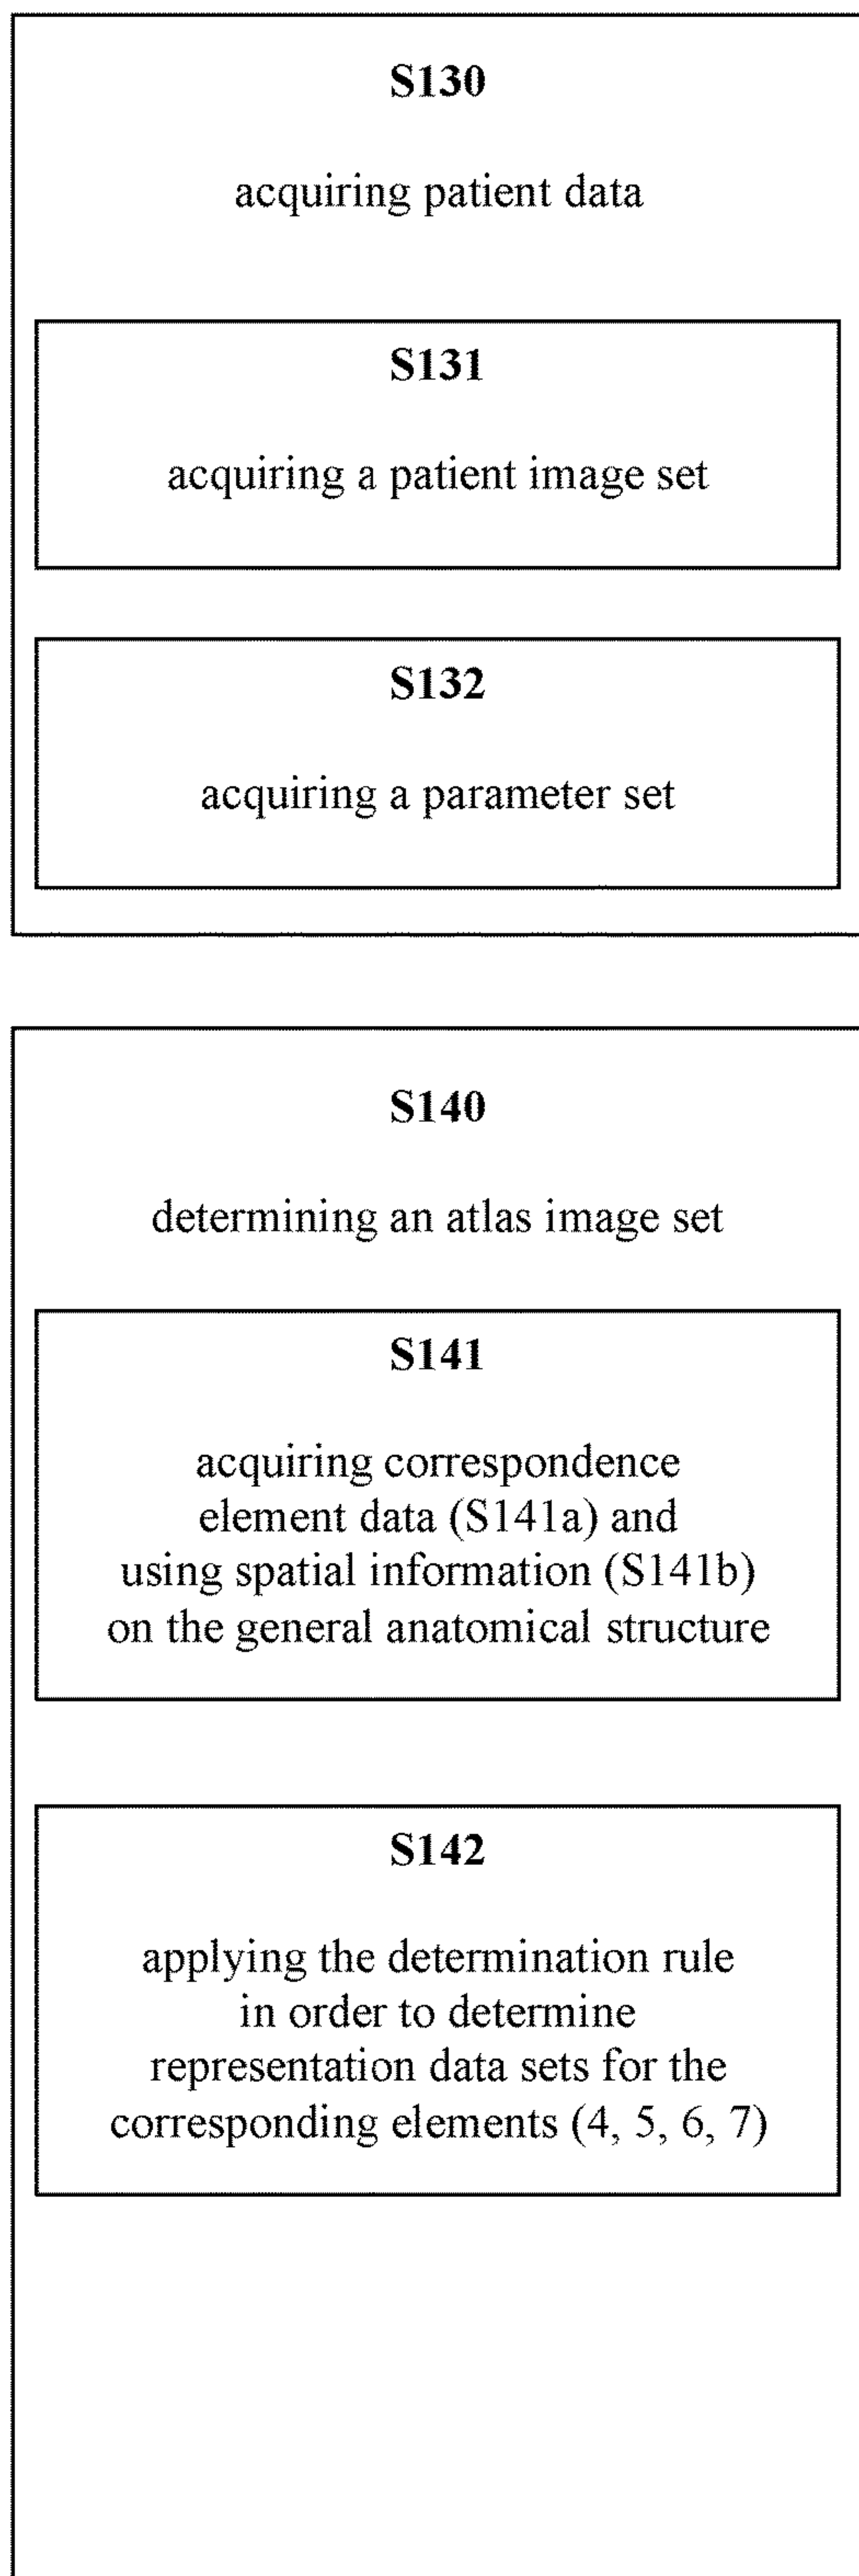 S130
acquiring patient data
S131
acquiring a patient image set
S132
acquiring a parameter set
S140
determining an atlas image set
S141
acquiring correspondence
element data (S141a) and
using spatial information (S141b)
on the general anatomical structure
S142
applying the determination rule
in order to determine
representation data sets for the
corresponding elements (4, 5, 6, 7)